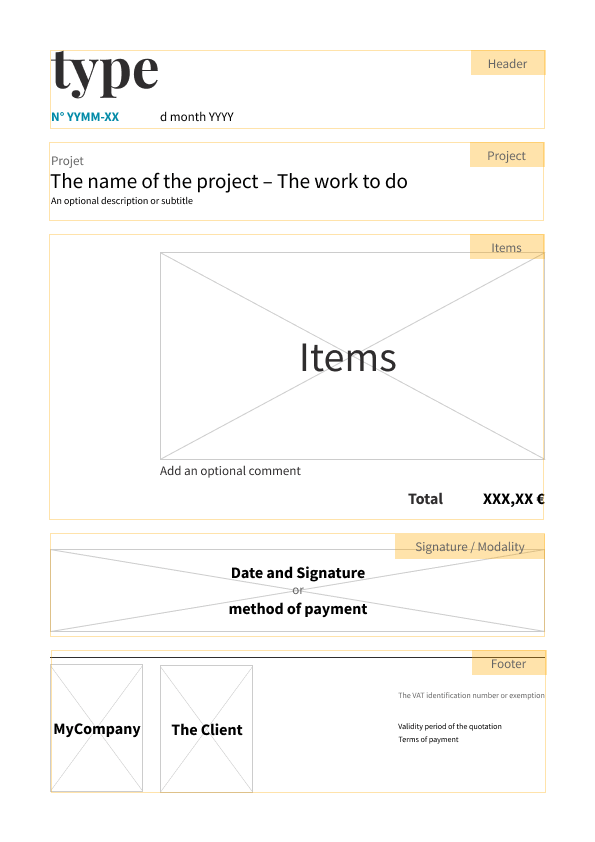 type
Header
N° YYMM-XX
d month YYYY
Project
Projet
The name of the project – The work to do
An optional description or subtitle
Items
Items
Add an optional comment
Total XXX,XX €
Signature / Modality
Date and Signature
or
method of payment
Footer
The VAT identification number or exemption
MyCompany
The Client
Validity period of the quotation
Terms of payment